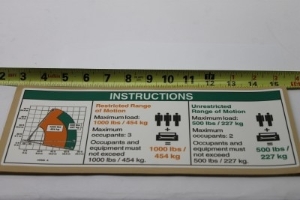 2 3 4 5 6 7 8 9 10 11 12 13 14 15
INSTRUCTIONS
Restricted Range
of Motion
Maximum load:
1000 lbs / 454 kg
Maximum
occupants: 3
Occupants and
equipment must
not exceed
1000 lbs / 454 kg.
+
=
1000 lbs /
454 kg
Unrestricted
Range of Motion
Maximum load:
500 lbs / 227 kg
Maximum
occupants: 2
Occupants and
equipment must
not exceed
500 lbs / 227 kg.
+
=
500 lbs /
227 kg